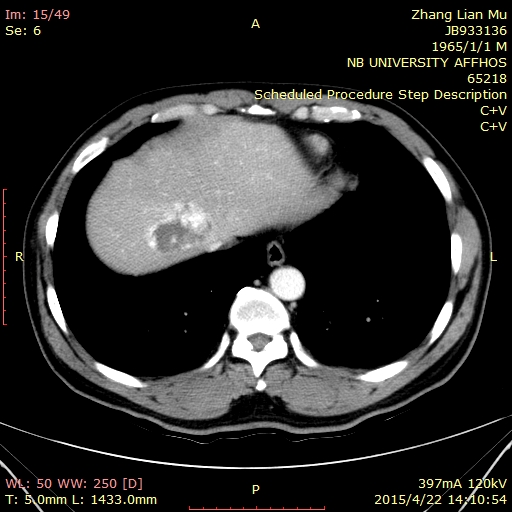 Im: 15/49
Se: 6
A
Zhang Lian Mu
JB933136
1965/1/1 M
NB UNIVERSITY AFFHOS
65218
Scheduled Procedure Step Description
C+V
C+V
R
L
WL: 50 WW: 250 [D]
T: 5.0mm L: 1433.0mm
P
397mA 120kV
2015/4/22 14:10:54